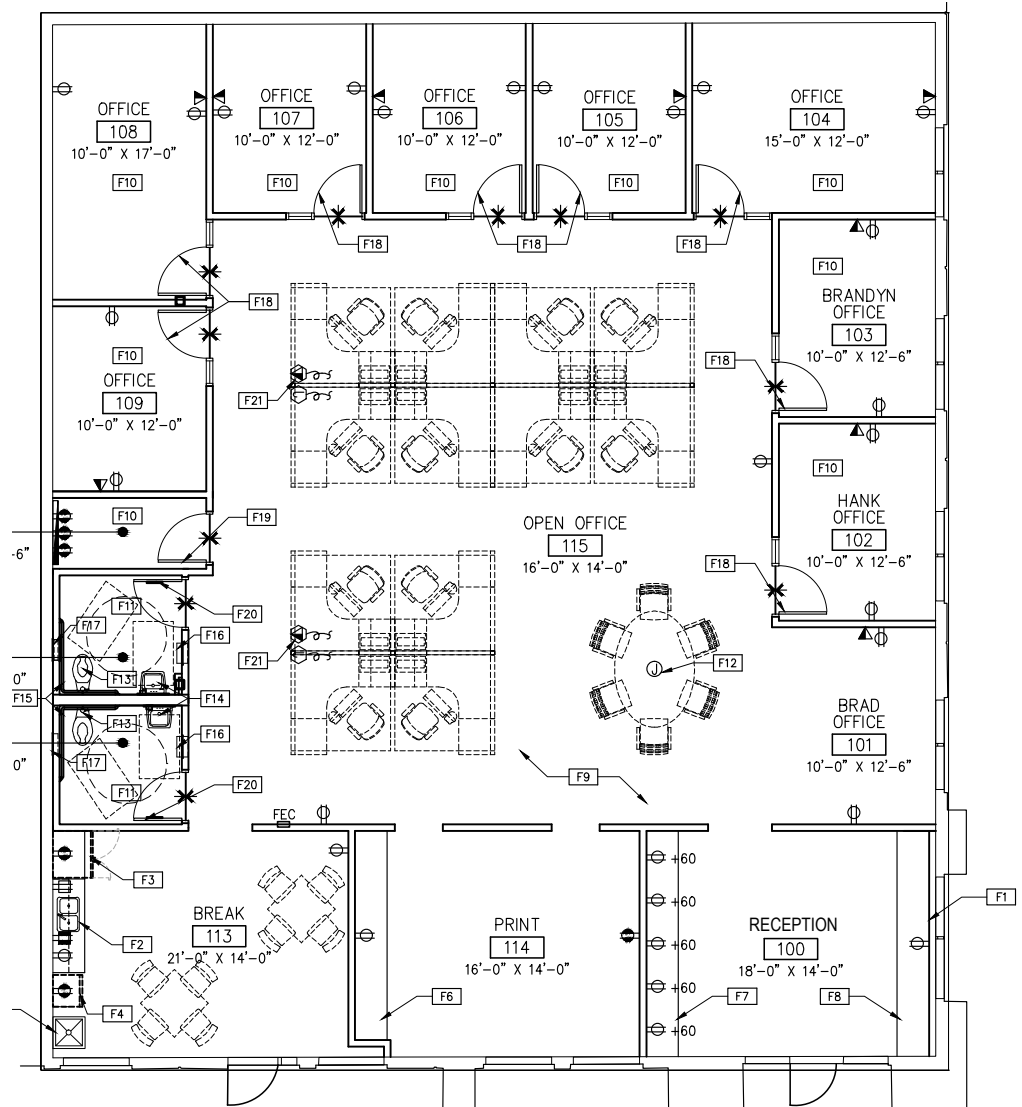 OFFICE
108
10'-0" X 17'-0"
F10
OFFICE
107
10'-0" X 12'-0"
F10
OFFICE
106
10'-0" X 12'-0"
F10
OFFICE
105
10'-0" X 12'-0"
F10
OFFICE
104
15'-0" X 12'-0"
F10
F18
F18
F18
F18
F10
OFFICE
109
10'-0" X 12'-0"
F10
BRANDYN
OFFICE
103
10'-0" X 12'-6"
F18
F21
F10
HANK
OFFICE
102
10'-0" X 12'-6"
F18
F10
F19
-6"
OPEN OFFICE
115
16'-0" X 14'-0"
F11
F20
F17
F16
F13
0"
F15
F14
F21
F12
F13
F16
F17
0"
F11
F20
BRAD
OFFICE
101
10'-0" X 12'-6"
F9
FEC
F3
F2
F4
BREAK
113
21'-0" X 14'-0"
PRINT
114
16'-0" X 14'-0"
F6
+60
+60
+60
+60
+60
RECEPTION
100
18'-0" X 14'-0"
F7
F8
F1
J